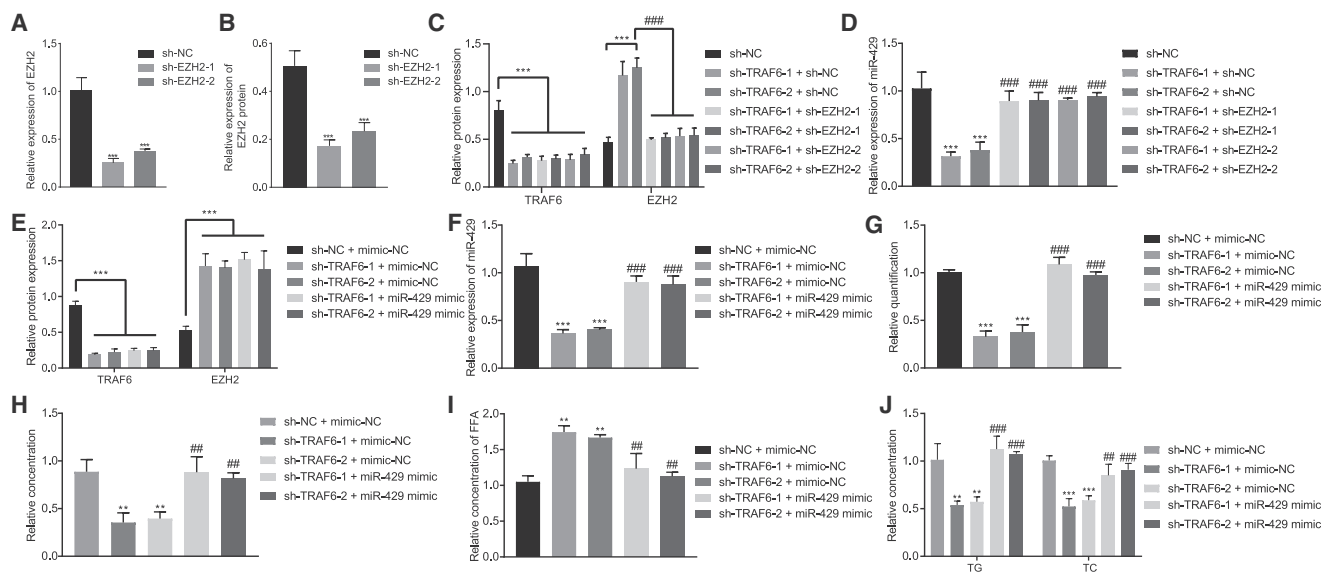 A
Relative expression of EZH2
1.5
1.0
0.5
0.0
***
***
sh-NC
sh-EZH2-1
sh-EZH2-2
B
Relative expression of
EZH2 protein
0.6
0.4
0.2
0.0
***
***
sh-NC
sh-EZH2-1
sh-EZH2-2
C
Relative protein expression
1.5
1.0
0.5
0.0
***
***
###
TRAF6
EZH2
sh-NC
sh-TRAF6-1 + sh-NC
sh-TRAF6-2 + sh-NC
sh-TRAF6-1 + sh-EZH2-1
sh-TRAF6-2 + sh-EZH2-1
sh-TRAF6-1 + sh-EZH2-2
sh-TRAF6-2 + sh-EZH2-2
D
Relative expression of miR-429
1.5
1.0
0.5
0.0
***
***
###
###
###
###
sh-NC
sh-TRAF6-1 + sh-NC
sh-TRAF6-2 + sh-NC
sh-TRAF6-1 + sh-EZH2-1
sh-TRAF6-2 + sh-EZH2-1
sh-TRAF6-1 + sh-EZH2-2
sh-TRAF6-2 + sh-EZH2-2
E
Relative protein expression
2.0
1.5
1.0
0.5
0.0
***
***
TRAF6
EZH2
sh-NC + mimic-NC
sh-TRAF6-1 + mimic-NC
sh-TRAF6-2 + mimic-NC
sh-TRAF6-1 + miR-429 mimic
sh-TRAF6-2 + miR-429 mimic
F
Relative expression of miR-429
1.5
1.0
0.5
0.0
***
***
###
###
sh-NC + mimic-NC
sh-TRAF6-1 + mimic-NC
sh-TRAF6-2 + mimic-NC
sh-TRAF6-1 + miR-429 mimic
sh-TRAF6-2 + miR-429 mimic
G
Relative quantification
1.5
1.0
0.5
0.0
***
***
###
###
sh-NC + mimic-NC
sh-TRAF6-1 + mimic-NC
sh-TRAF6-2 + mimic-NC
sh-TRAF6-1 + miR-429 mimic
sh-TRAF6-2 + miR-429 mimic
H
Relative concentration
1.5
1.0
0.5
0.0
**
**
##
##
sh-NC + mimic-NC
sh-TRAF6-1 + mimic-NC
sh-TRAF6-2 + mimic-NC
sh-TRAF6-1 + miR-429 mimic
sh-TRAF6-2 + miR-429 mimic
I
Relative concentration of FFA
2.0
1.5
1.0
0.5
0.0
**
**
##
##
sh-NC + mimic-NC
sh-TRAF6-1 + mimic-NC
sh-TRAF6-2 + mimic-NC
sh-TRAF6-1 + miR-429 mimic
sh-TRAF6-2 + miR-429 mimic
J
Relative concentration
1.5
1.0
0.5
0.0
**
**
###
###
***
***
##
###
TG
TC
sh-NC + mimic-NC
sh-TRAF6-1 + mimic-NC
sh-TRAF6-2 + mimic-NC
sh-TRAF6-1 + miR-429 mimic
sh-TRAF6-2 + miR-429 mimic